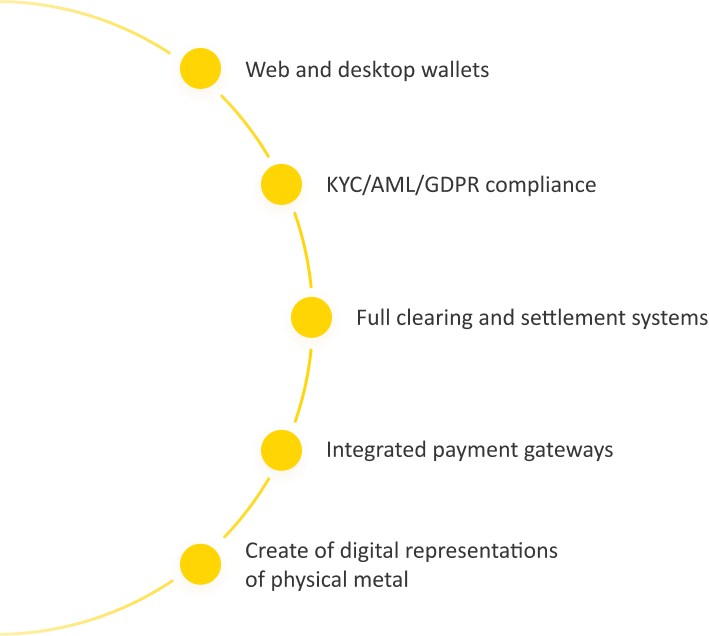 Web and desktop wallets
KYC/AML/GDPR compliance
Full clearing and settlement systems
Integrated payment gateways
Create of digital representations
of physical metal